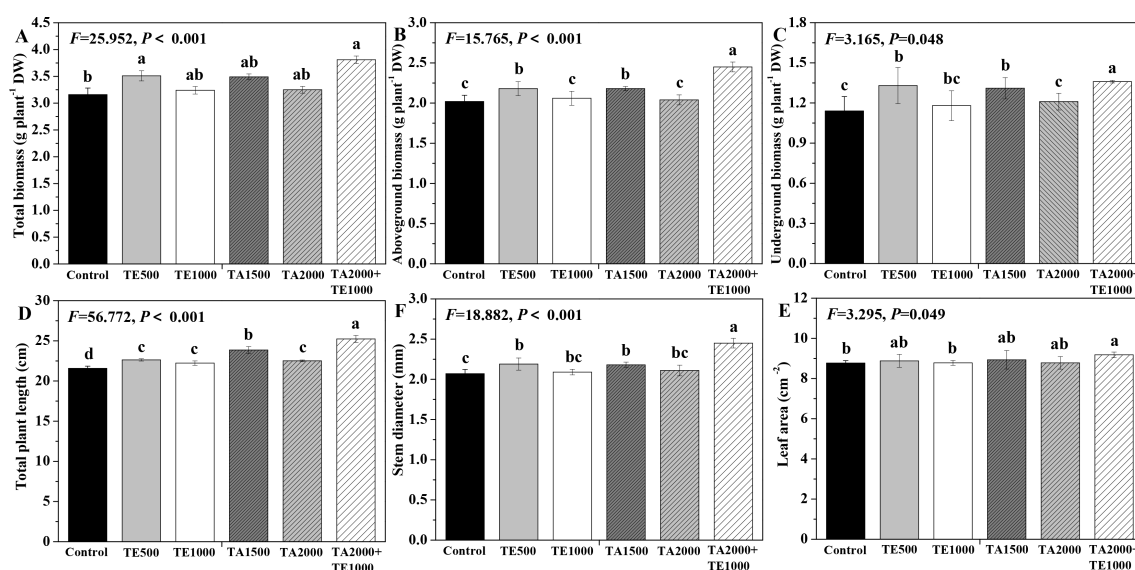 A
F=25.952, P< 0.001
Total biomass (g plant-1 DW)
4.5
4.0
3.5
3.0
2.5
2.0
1.5
1.0
0.5
0.0
b
a
ab
ab
ab
a
Control
TE500
TE1000
TA1500
TA2000
TA2000+
TE1000
B
F=15.765, P< 0.001
Aboveground biomass (g plant-1 DW)
3.0
2.5
2.0
1.5
1.0
0.5
0.0
c
b
c
b
c
a
Control
TE500
TE1000
TA1500
TA2000
TA2000+
TE1000
C
F=3.165, P=0.048
Underground biomass (g plant-1 DW)
1.8
1.5
1.2
0.9
0.6
0.3
0.0
c
b
bc
b
c
a
Control
TE500
TE1000
TA1500
TA2000
TA2000+
TE1000
D
F=56.772, P< 0.001
Total plant length (cm)
30
25
20
15
10
5
0
d
c
c
b
c
a
Control
TE500
TE1000
TA1500
TA2000
TA2000+
TE1000
F
F=18.882, P< 0.001
Stem diameter (mm)
3.0
2.5
2.0
1.5
1.0
0.5
0.0
c
b
bc
b
bc
a
Control
TE500
TE1000
TA1500
TA2000
TA2000+
TE1000
E
F=3.295, P=0.049
Leaf area (cm-2)
12
10
8
6
4
2
0
b
ab
b
ab
ab
a
Control
TE500
TE1000
TA1500
TA2000
TA2000+
TE1000